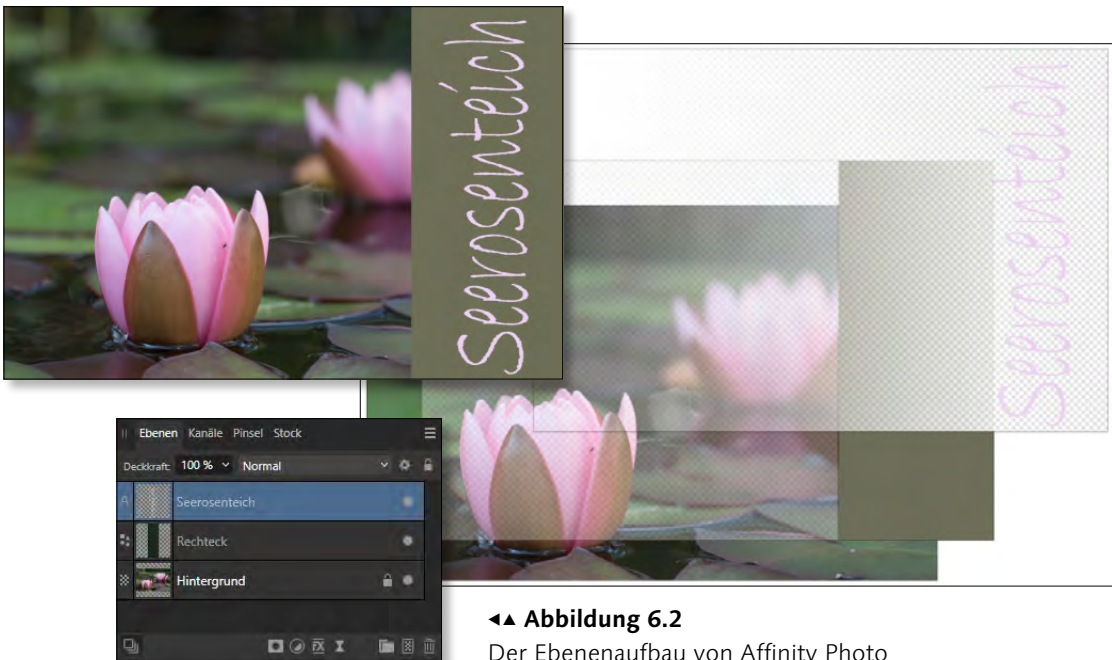 Seerosenteich
Seerosenteich
Ebenen Kanäle Pinsel Stock
Deckkraft: 100 % Normal
A Seerosenteich
Rechteck
Hintergrund
FX
◂▴ Abbildung 6.2
Der Ebenenaufbau von Affinity Photo